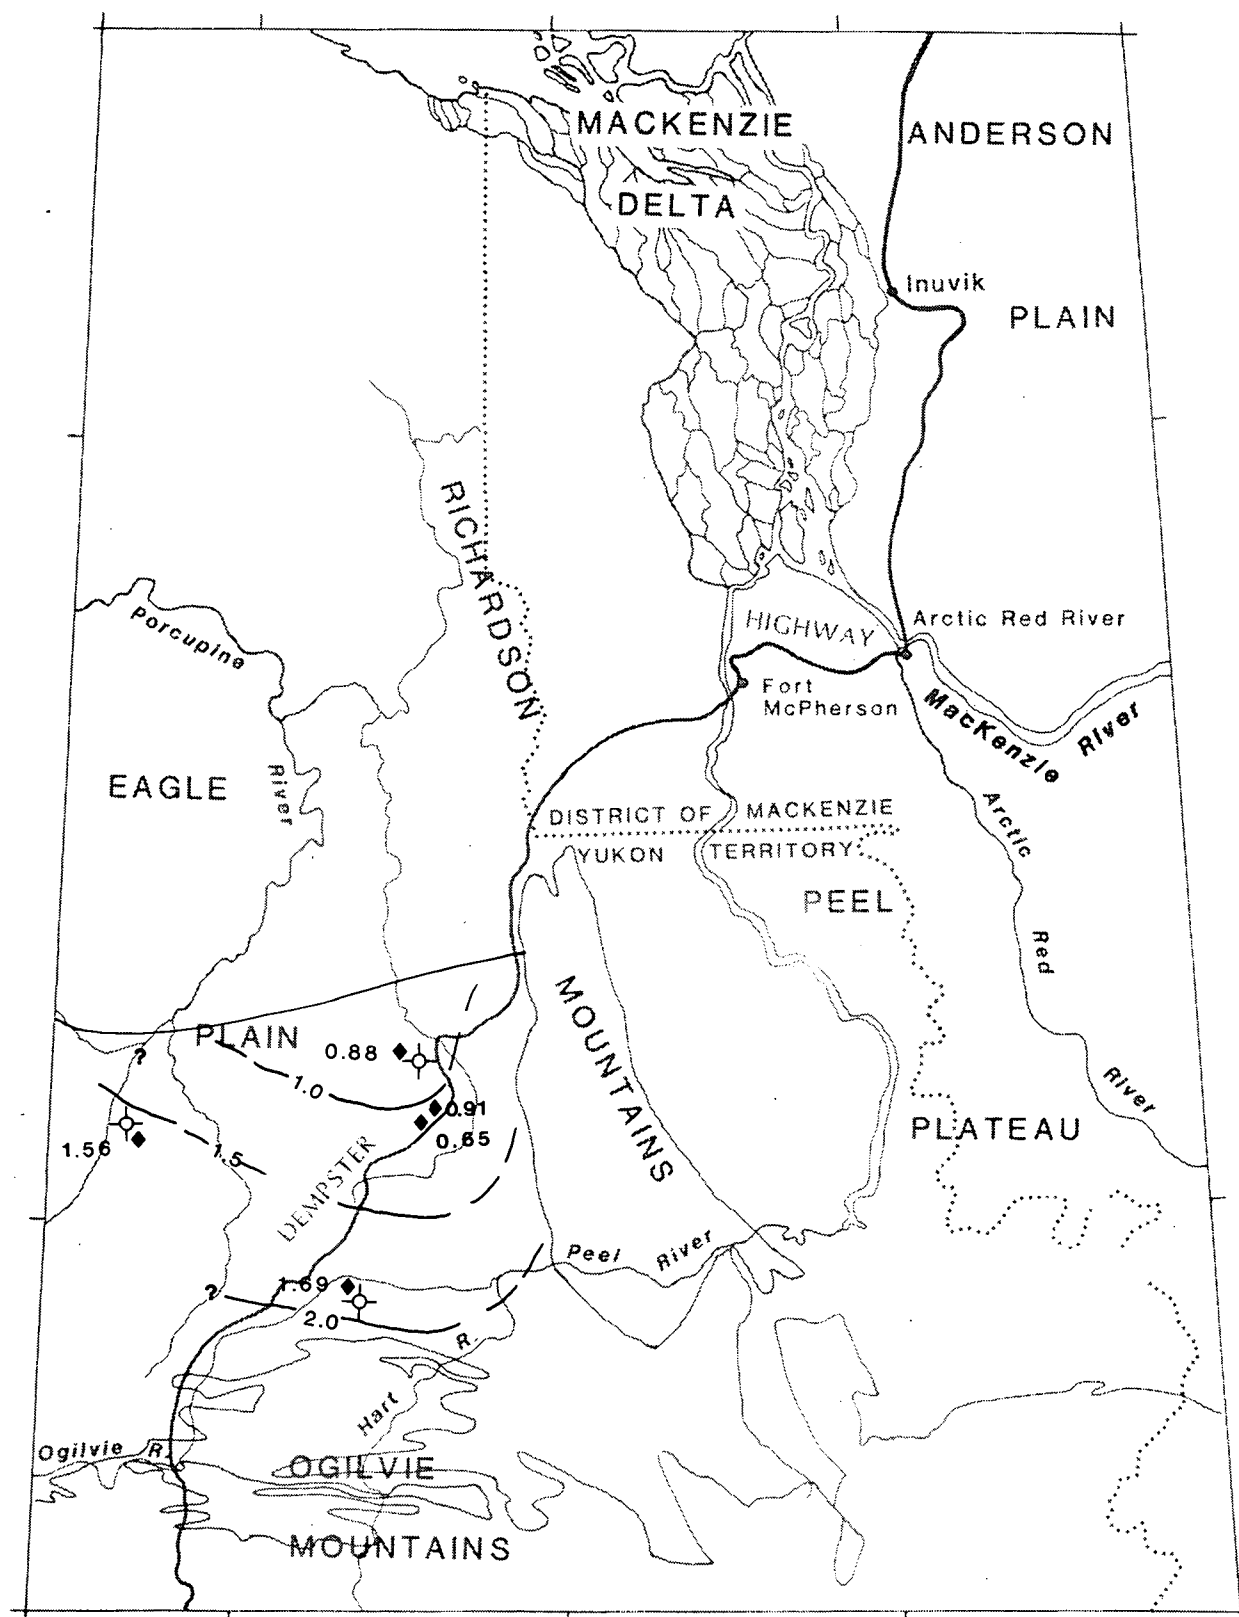 MACKENZIE
DELTA
ANDERSON
PLAIN
Inuvik
RICHARDSON
MOUNTAINS
Porcupine
River
HIGHWAY
Arctic Red River
Fort
McPherson
MacKenzie River
EAGLE
PLAIN
DISTRICT OF MACKENZIE
YUKON TERRITORY
Arctic
Red
River
PEEL
PLATEAU
?
0.88
1.0
0.91
0.65
1.56
1.5
DEMPSTER
Peel River
1.69
?
2.0
Hart R.
Ogilvie R.
OGILVIE
MOUNTAINS